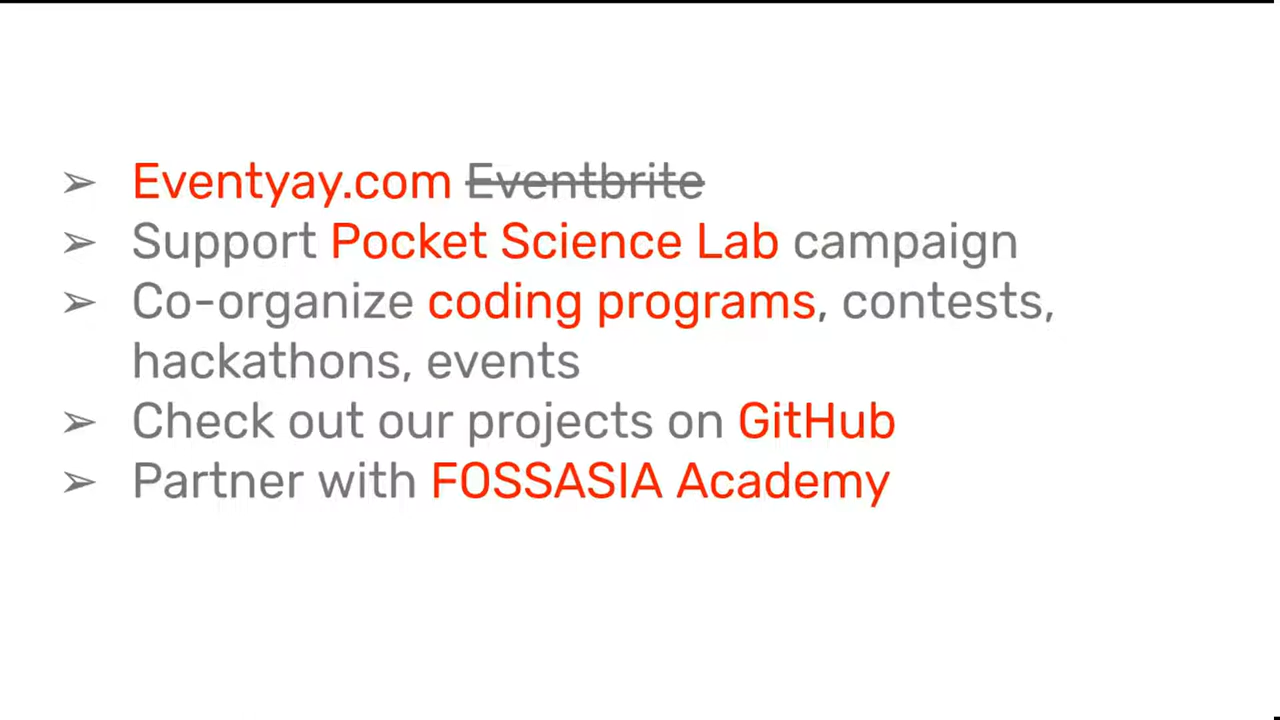 ➢ Eventyay.com Eventbrite
➢ Support Pocket Science Lab campaign
➢ Co-organize coding programs, contests,
hackathons, events
➢ Check out our projects on GitHub
➢ Partner with FOSSASIA Academy